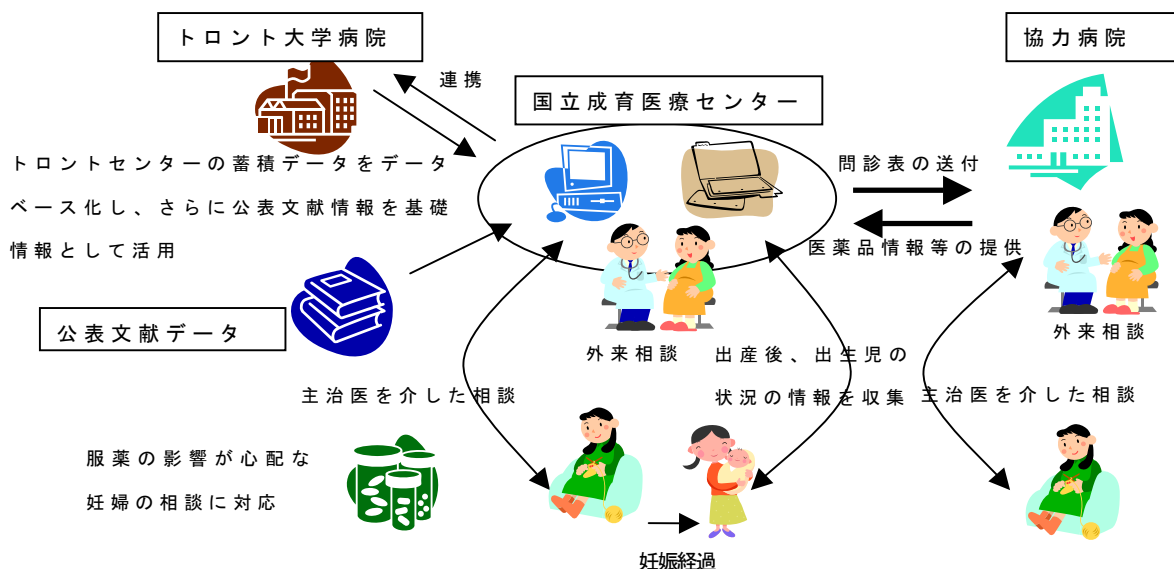 トロント大学病院
協力病院
連携
国立成育医療センター
トロントセンターの蓄積データをデータ
ベース化し、さらに公表文献情報を基礎
情報として活用
問診表の送付
医薬品情報等の提供
公表文献データ
外来相談
外来相談
出産後、出生児の
状況の情報を収集
主治医を介した相談
主治医を介した相談
服薬の影響が心配な
妊婦の相談に対応
妊娠経過